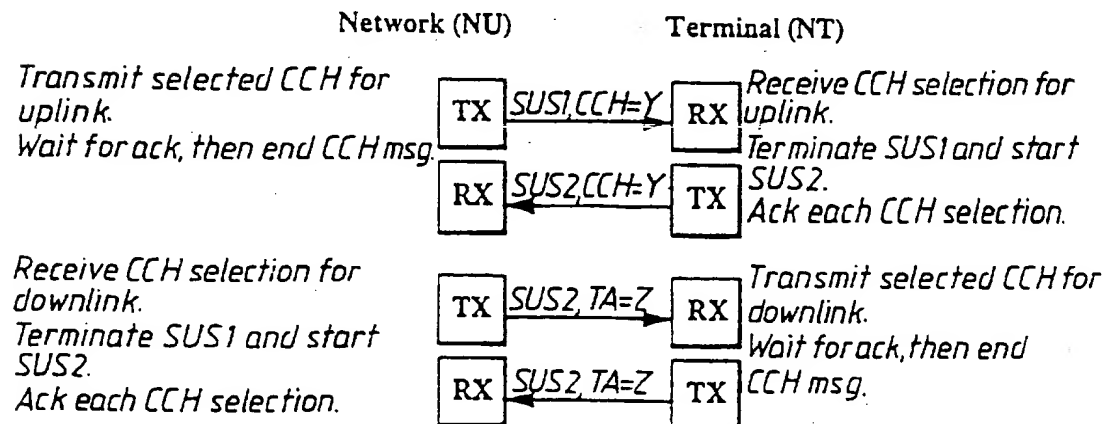 Network (NU)
Terminal (NT)
Transmit selected CCH for
uplink.
Wait for ack, then end CCH msg.
TX
SUS1,CCH=Y
RX
Receive CCH selection for
uplink.
Terminate SUS1 and start
SUS2.
Ack each CCH selection.
RX
SUS2,CCH=Y
TX
Receive CCH selection for
downlink.
Terminate SUS1 and start
SUS2.
Ack each CCH selection.
TX
SUS2, TA=Z
RX
Transmit selected CCH for
downlink.
Wait for ack, then end
CCH msg.
RX
SUS2, TA=Z
TX